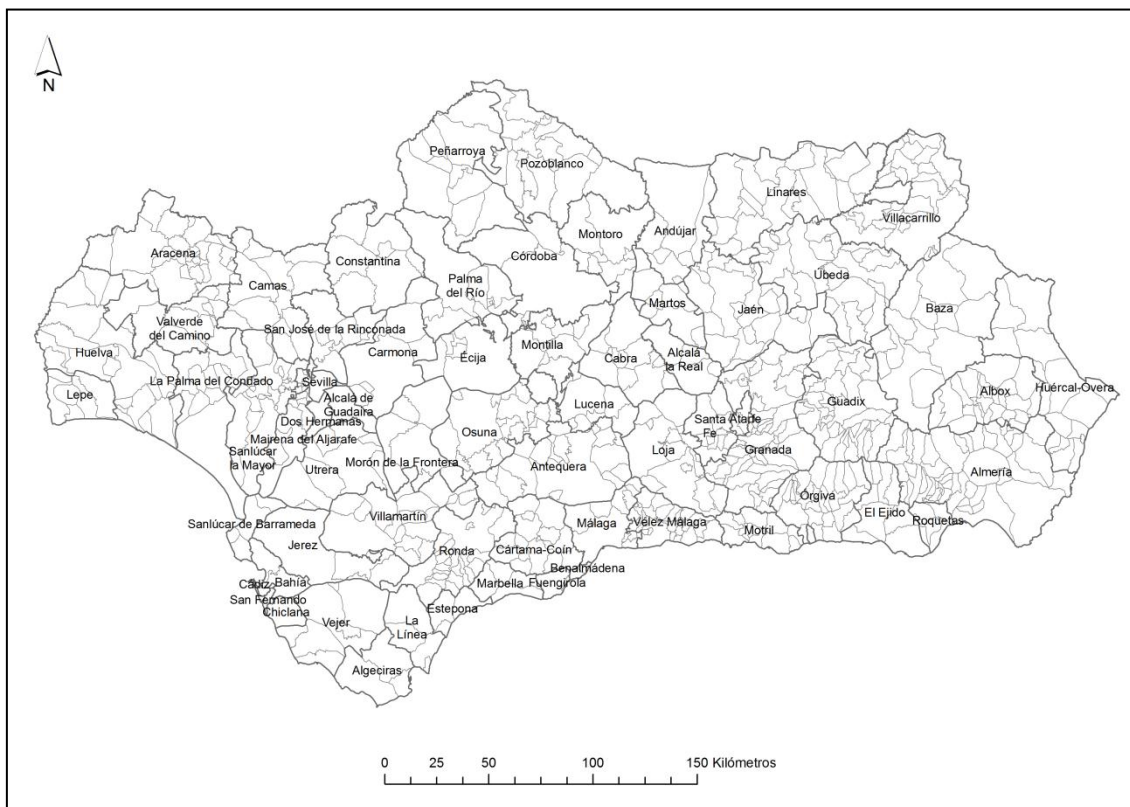 N
Peñarroya
Pozoblanco
Linares
Villacarrillo
Montoro
Andújar
Aracena
Constantina
Córdoba
Camas
Palma
del Río
Úbeda
Martos
Jaén
Baza
Valverde
del Camino
San José de la Rinconada
Carmona
Écija
Montilla
Cabra
Alcalá
la Real
Huelva
La Palma del Condado
Sevilla
Lepe
Alcalá de
Guadaira
Dos Hermanas
Lucena
Guadix
Albox
Huércal-Overa
Santa
Fe
Atarfe
Mairena del Aljarafe
Osuna
Sanlúcar
la Mayor
Utrera
Morón de la Frontera
Antequera
Loja
Granada
Almería
Órgiva
El Ejido
Roquetas
Sanlúcar de Barrameda
Villamartín
Málaga
Vélez Málaga
Motril
Jerez
Ronda
Cártama-Coín
Benalmádena
Cádiz
Bahía
Marbella
Fuengirola
San Fernando
Chiclana
Vejer
La
Línea
Estepona
Algeciras
0 25 50 100 150 Kilómetros